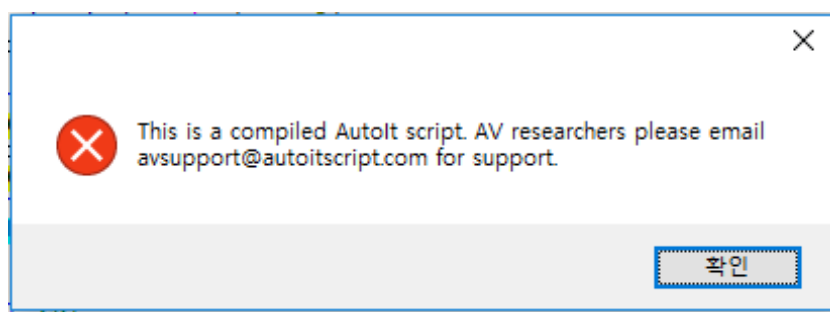 This is a compiled AutoIt script. AV researchers please email
avsupport@autoitscript.com for support.
확인